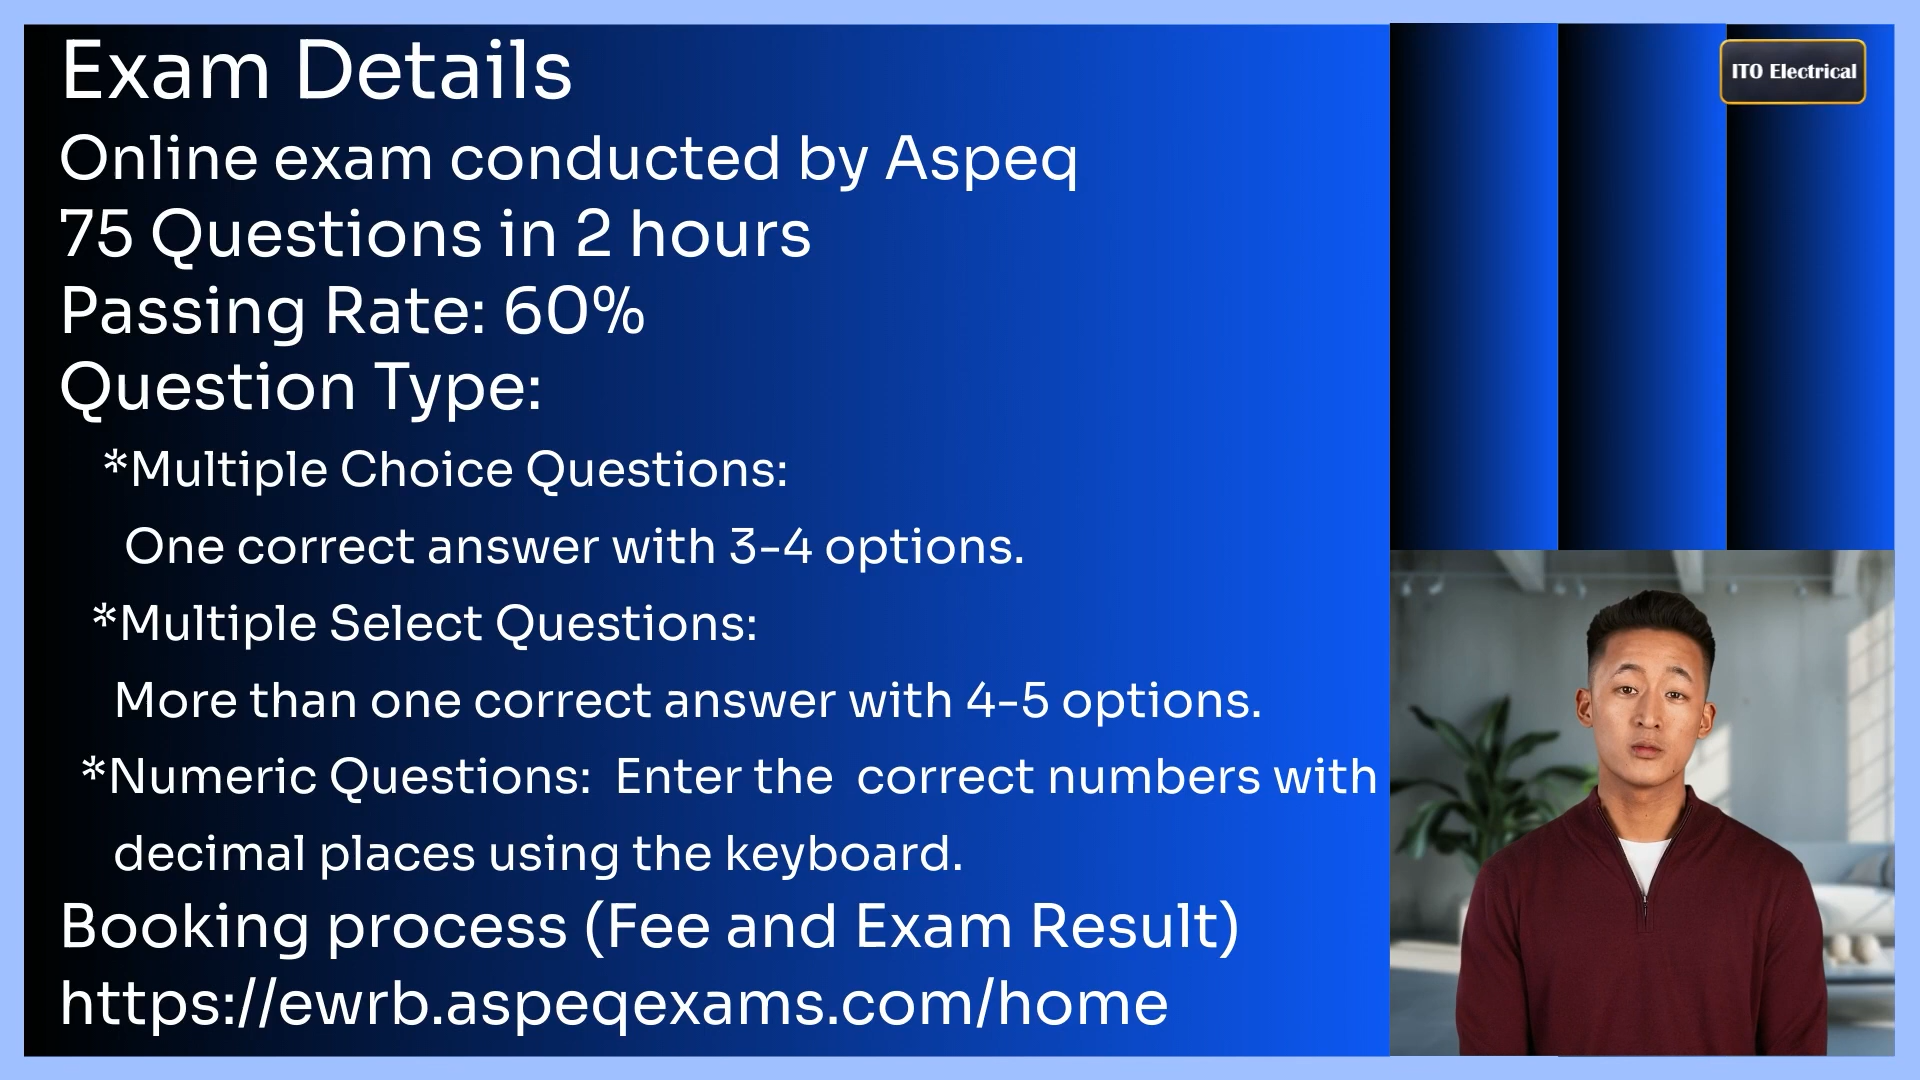 Exam Details
ITO Electrical
Online exam conducted by Aspeq
75 Questions in 2 hours
Passing Rate: 60%
Question Type:
*Multiple Choice Questions:
One correct answer with 3-4 options.
*Multiple Select Questions:
More than one correct answer with 4-5 options.
*Numeric Questions:  Enter the  correct numbers with
decimal places using the keyboard.
Booking process (Fee and Exam Result)
https://ewrb.aspeqexams.com/home